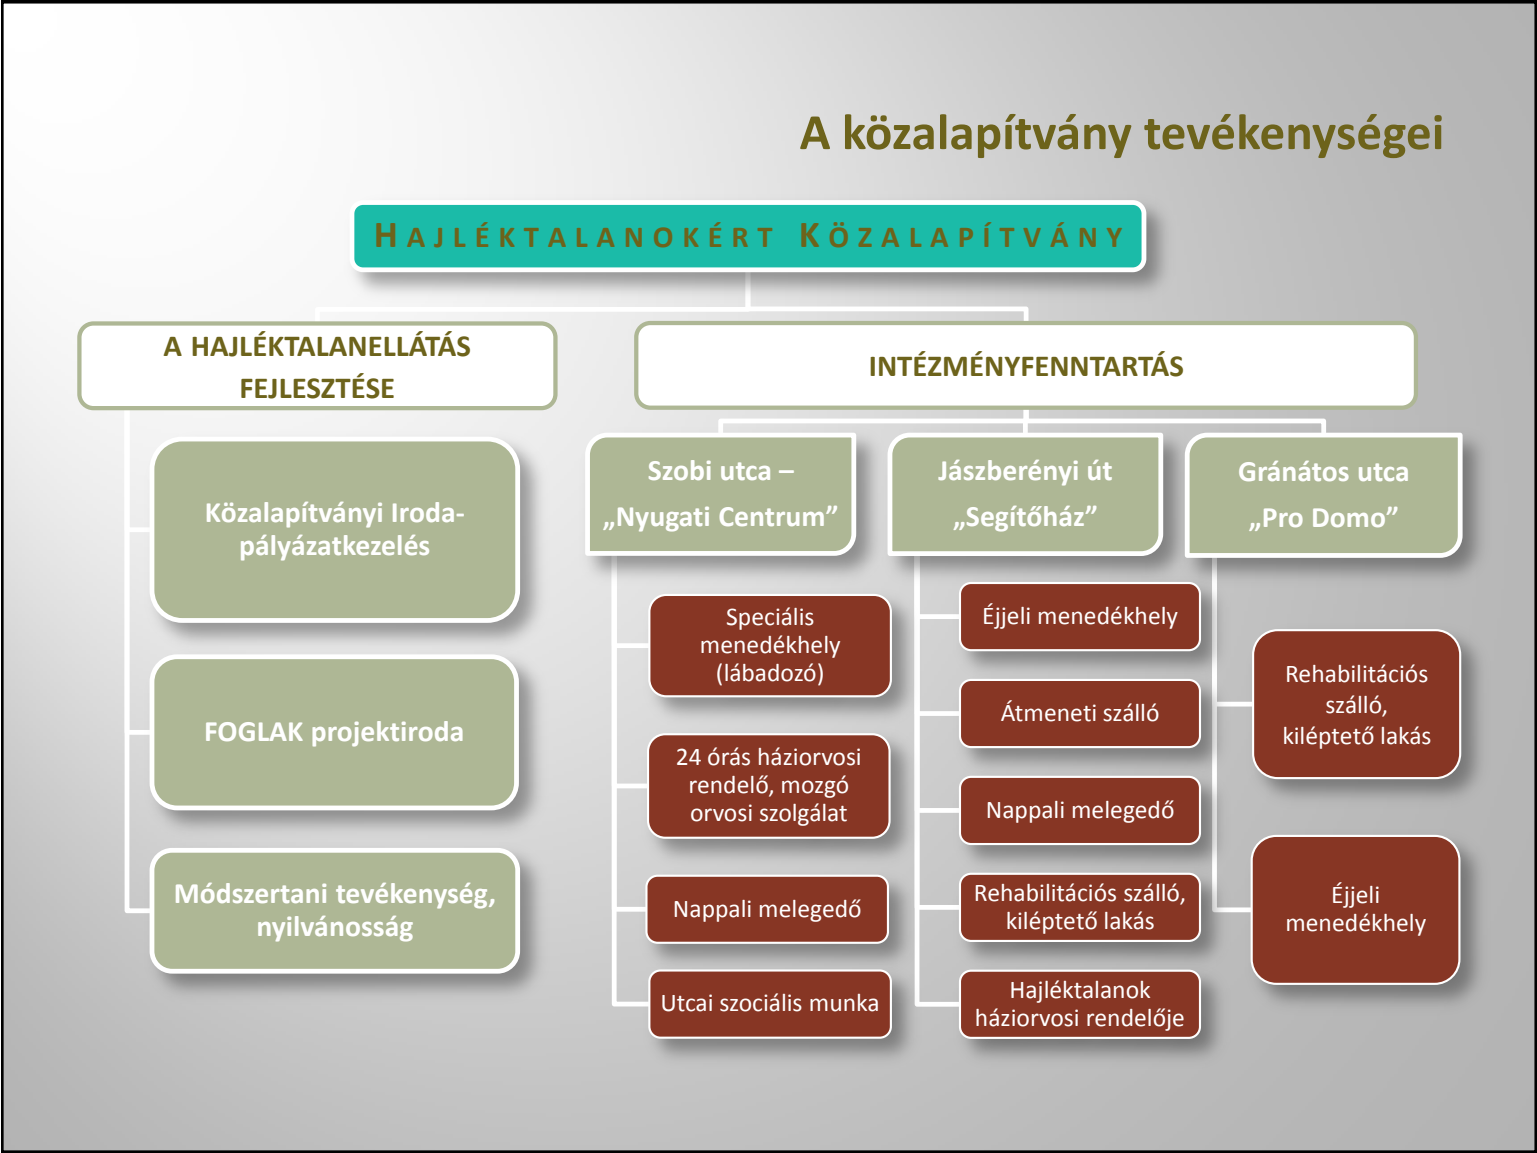 A közalapítvány tevékenységei
HAJLÉKTALANOKÉRT KÖZALAPÍTVÁNY
A HAJLÉKTALANELLÁTÁS
FEJLESZTÉSE
Közalapítványi Iroda-
pályázatkezelés
FOGLAK projektiroda
Módszertani tevékenység,
nyilvánosság
INTÉZMÉNYFENNTARTÁS
Szobi utca –
„Nyugati Centrum”
Speciális
menedékhely
(lábadozó)
24 órás háziorvosi
rendelő, mozgó
orvosi szolgálat
Nappali melegedő
Utcai szociális munka
Jászberényi út
„Segítőház”
Éjjeli menedékhely
Átmeneti szálló
Nappali melegedő
Rehabilitációs szálló,
kiléptető lakás
Hajléktalanok
háziorvosi rendelője
Gránátos utca
„Pro Domo”
Rehabilitációs
szálló,
kiléptető lakás
Éjjeli
menedékhely